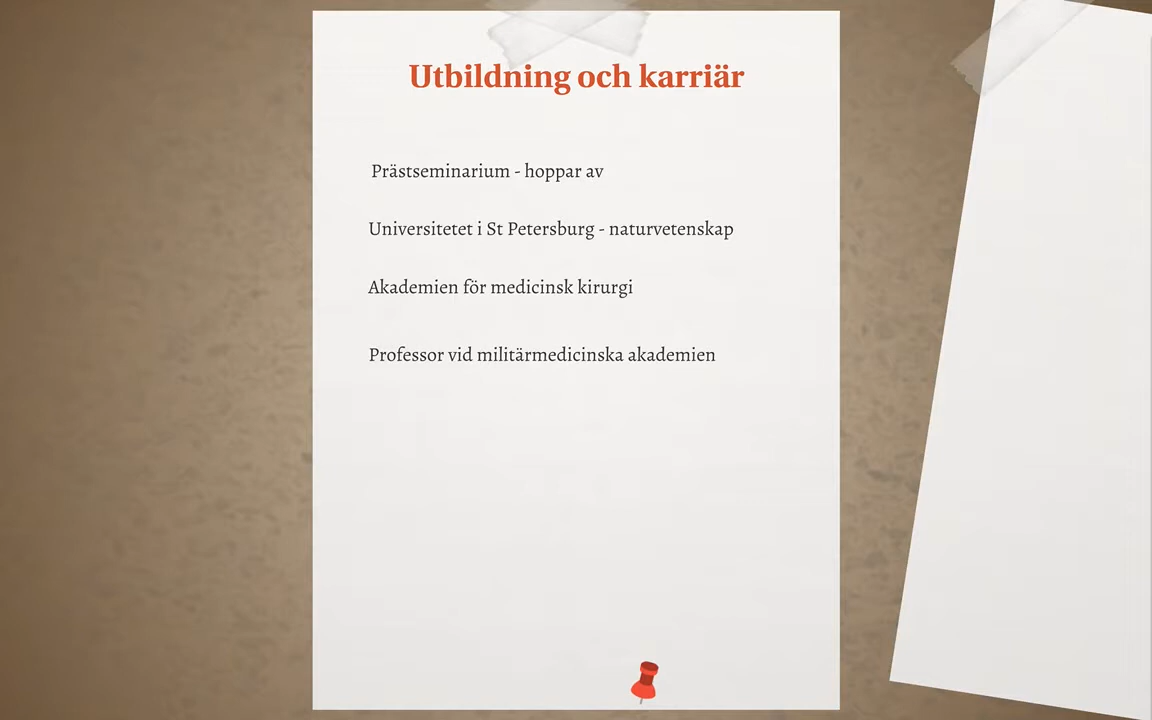 Utbildning och karriär
Prästseminarium - hoppar av
Universitetet i St Petersburg - naturvetenskap
Akademien för medicinsk kirurgi
Professor vid militärmedicinska akademien